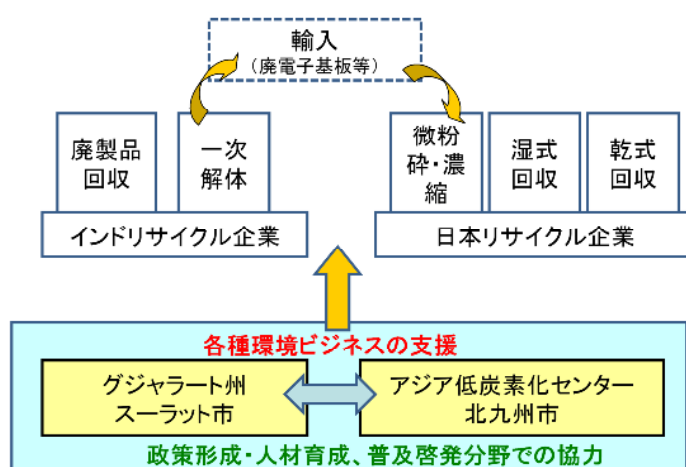 輸入
(廃電子基板等)
廃製品
回収
一次
解体
微粉
砕・濃
縮
湿式
回収
乾式
回収
インドリサイクル企業
日本リサイクル企業
各種環境ビジネスの支援
グジャラート州
スーラット市
アジア低炭素化センター
北九州市
政策形成・人材育成、普及啓発分野での協力